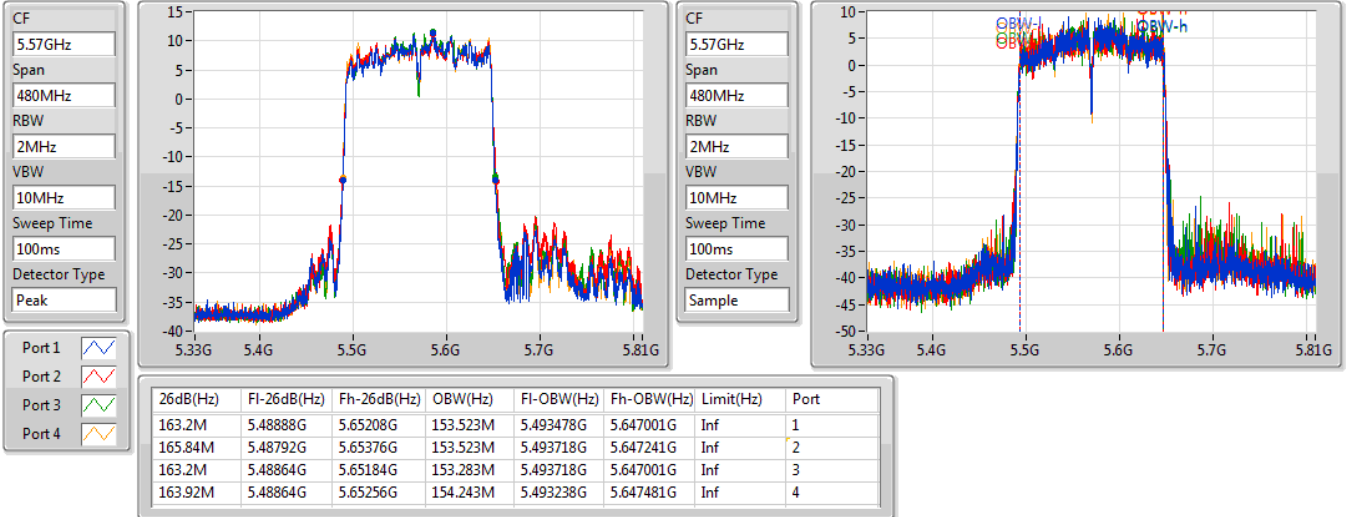 CF
5.57GHz
Span
480MHz
RBW
2MHz
VBW
10MHz
Sweep Time
100ms
Detector Type
Peak
15
10
5
0
-5
-10
-15
-20
-25
-30
-35
-40
5.33G 5.4G 5.5G 5.6G 5.7G 5.81G
CF
5.57GHz
Span
480MHz
RBW
2MHz
VBW
10MHz
Sweep Time
100ms
Detector Type
Sample
10
5
0
-5
-10
-15
-20
-25
-30
-35
-40
-45
-50
OBW-l
OBW-h
5.33G 5.4G 5.5G 5.6G 5.7G 5.81G
Port 1
Port 2
Port 3
Port 4
26dB(Hz) Fl-26dB(Hz) Fh-26dB(Hz) OBW(Hz) Fl-OBW(Hz) Fh-OBW(Hz) Limit(Hz) Port
163.2M 5.48888G 5.65208G 153.523M 5.493478G 5.647001G Inf 1
165.84M 5.48792G 5.65376G 153.523M 5.493718G 5.647241G Inf 2
163.2M 5.48864G 5.65184G 153.283M 5.493718G 5.647001G Inf 3
163.92M 5.48864G 5.65256G 154.243M 5.493238G 5.647481G Inf 4